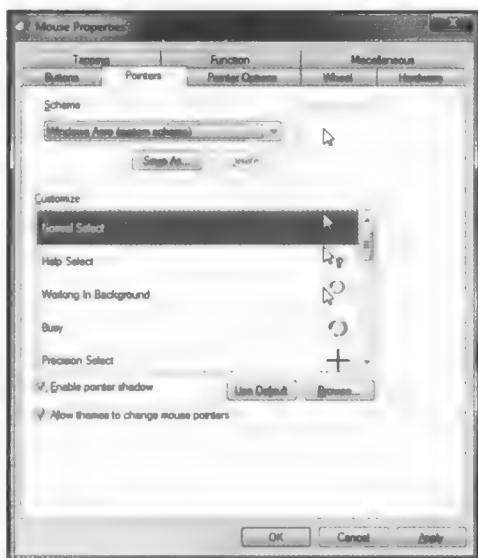 Mouse Properties
Tapping Function Miscellaneous
Buttons Pointers Pointer Options Wheel Hardware
Scheme
Windows Aero (custom scheme)
Save As... Delete
Customize
Normal Select
Help Select
Working In Background
Busy
Precision Select
Enable pointer shadow Use Default Browse...
Allow themes to change mouse pointers
OK Cancel Apply